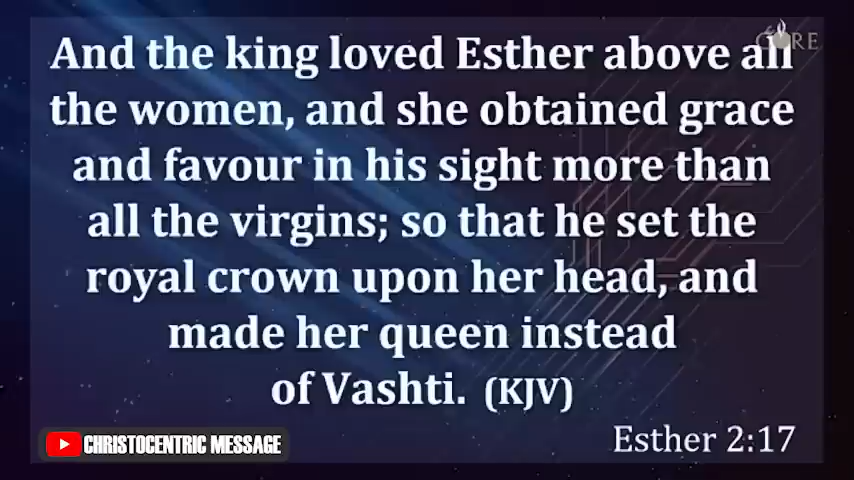 And the king loved Esther above all
the women, and she obtained grace
and favour in his sight more than
all the virgins; so that he set the
royal crown upon her head, and
made her queen instead
of Vashti. (KJV)
Esther 2:17
CHRISTOCENTRIC MESSAGE